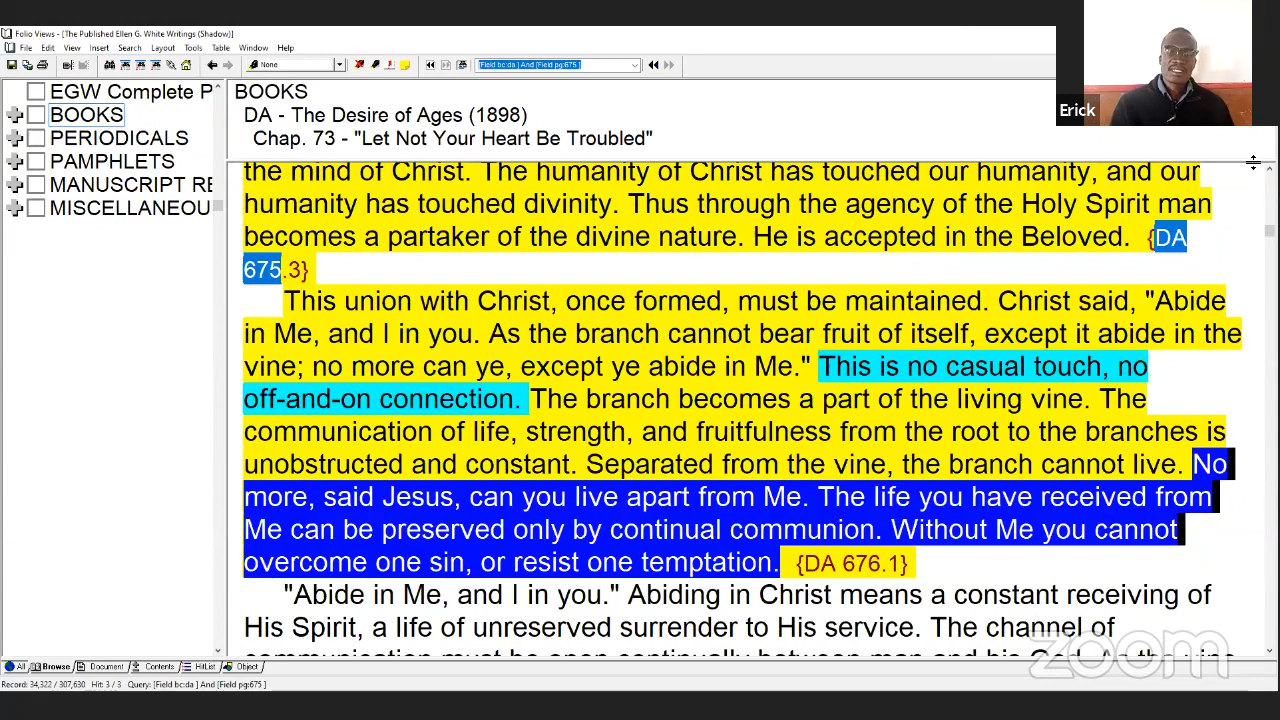 Folio Views - [The Published Ellen G. White Writings (Shadow)]
File Edit View Insert Search Layout Tools Table Window Help
None
[Field bc:da ] And [Field pg:675 ]
Erick
EGW Complete P
BOOKS
PERIODICALS
PAMPHLETS
MANUSCRIPT RE
MISCELLANEOU
BOOKS
DA - The Desire of Ages (1898)
Chap. 73 - "Let Not Your Heart Be Troubled"
the mind of Christ. The humanity of Christ has touched our humanity, and our
humanity has touched divinity. Thus through the agency of the Holy Spirit man
becomes a partaker of the divine nature. He is accepted in the Beloved. {DA
675.3}
This union with Christ, once formed, must be maintained. Christ said, "Abide
in Me, and I in you. As the branch cannot bear fruit of itself, except it abide in the
vine; no more can ye, except ye abide in Me." This is no casual touch, no
off-and-on connection. The branch becomes a part of the living vine. The
communication of life, strength, and fruitfulness from the root to the branches is
unobstructed and constant. Separated from the vine, the branch cannot live. No
more, said Jesus, can you live apart from Me. The life you have received from
Me can be preserved only by continual communion. Without Me you cannot
overcome one sin, or resist one temptation. {DA 676.1}
"Abide in Me, and I in you." Abiding in Christ means a constant receiving of
His Spirit, a life of unreserved surrender to His service. The channel of
communication must be open continually between man and his God. As the vine
zoom
All Browse Document Contents HitList Object
Record: 34,322 / 307,630 Hit: 3 / 3 Query: [Field bc:da ] And [Field pg:675 ]